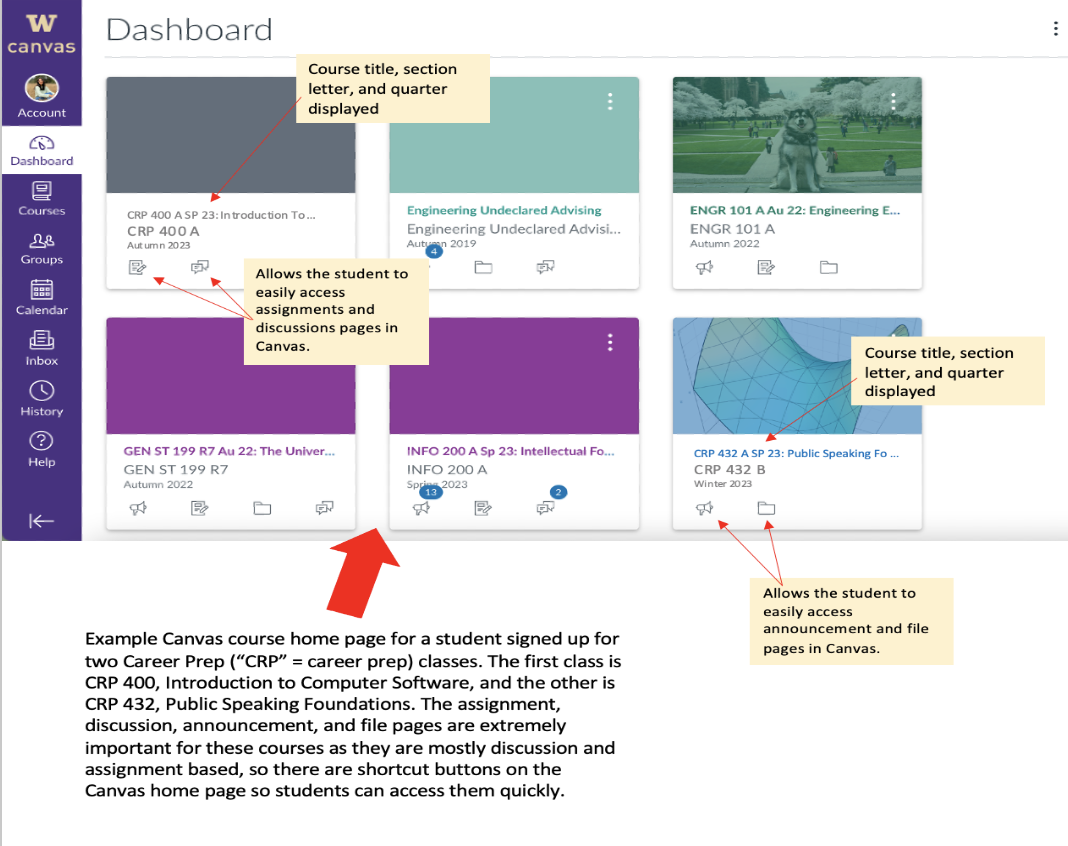 W
canvas
Account
Dashboard
Courses
Groups
Calendar
Inbox
History
Help
Dashboard
Course title, section
letter, and quarter
displayed
CRP 400 A SP 23: Introduction To ...
CRP 400 A
Autumn 2023
Allows the student to
easily access
assignments and
discussions pages in
Canvas.
Engineering Undeclared Advising
Engineering Undeclared Advisi...
Autumn 2019
4
ENGR 101 A Au 22: Engineering E...
ENGR 101 A
Autumn 2022
GEN ST 199 R7 Au 22: The Univer...
GEN ST 199 R7
Autumn 2022
INFO 200 A Sp 23: Intellectual Fo...
INFO 200 A
Spring 2023
13
2
Course title, section
letter, and quarter
displayed
CRP 432 A SP 23: Public Speaking Fo ...
CRP 432 B
Winter 2023
Allows the student to
easily access
announcement and file
pages in Canvas.
Example Canvas course home page for a student signed up for
two Career Prep (“CRP” = career prep) classes. The first class is
CRP 400, Introduction to Computer Software, and the other is
CRP 432, Public Speaking Foundations. The assignment,
discussion, announcement, and file pages are extremely
important for these courses as they are mostly discussion and
assignment based, so there are shortcut buttons on the
Canvas home page so students can access them quickly.